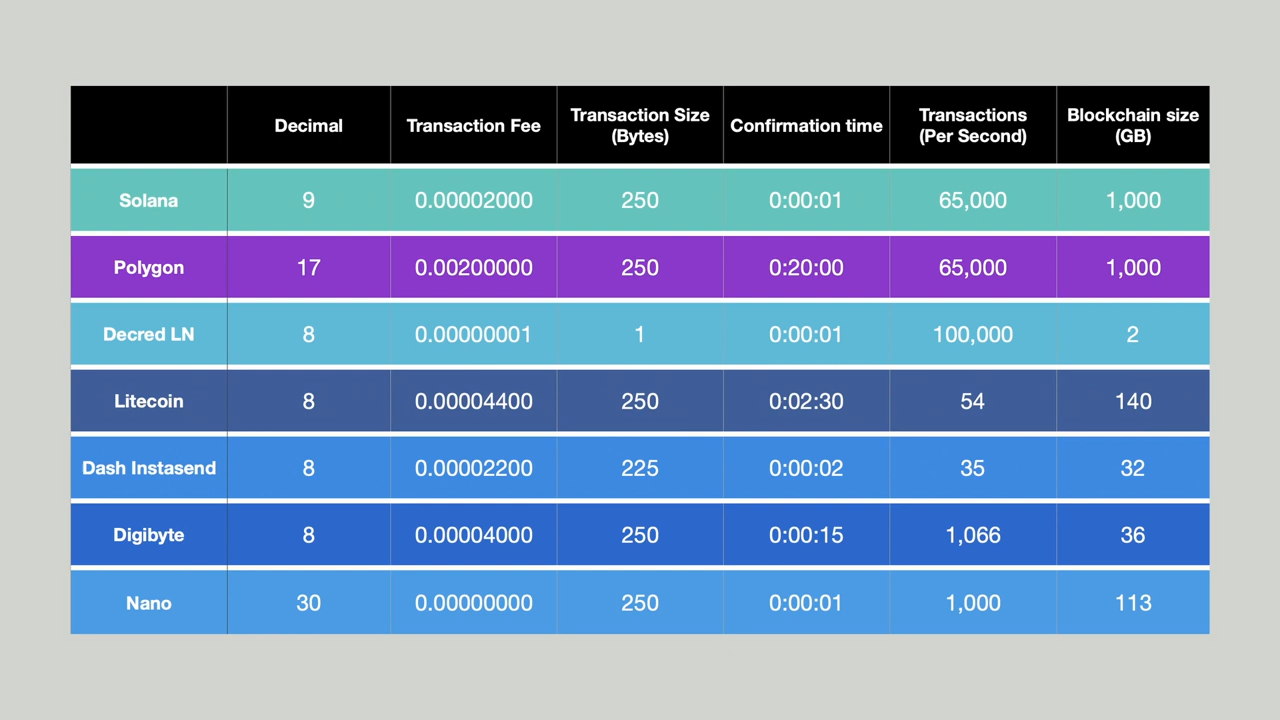 Decimal Transaction Fee Transaction Size (Bytes) Confirmation time Transactions (Per Second) Blockchain size (GB)
Solana 9 0.00002000 250 0:00:01 65,000 1,000
Polygon 17 0.00200000 250 0:20:00 65,000 1,000
Decred LN 8 0.00000001 1 0:00:01 100,000 2
Litecoin 8 0.00004400 250 0:02:30 54 140
Dash Instasend 8 0.00002200 225 0:00:02 35 32
Digibyte 8 0.00004000 250 0:00:15 1,066 36
Nano 30 0.00000000 250 0:00:01 1,000 113